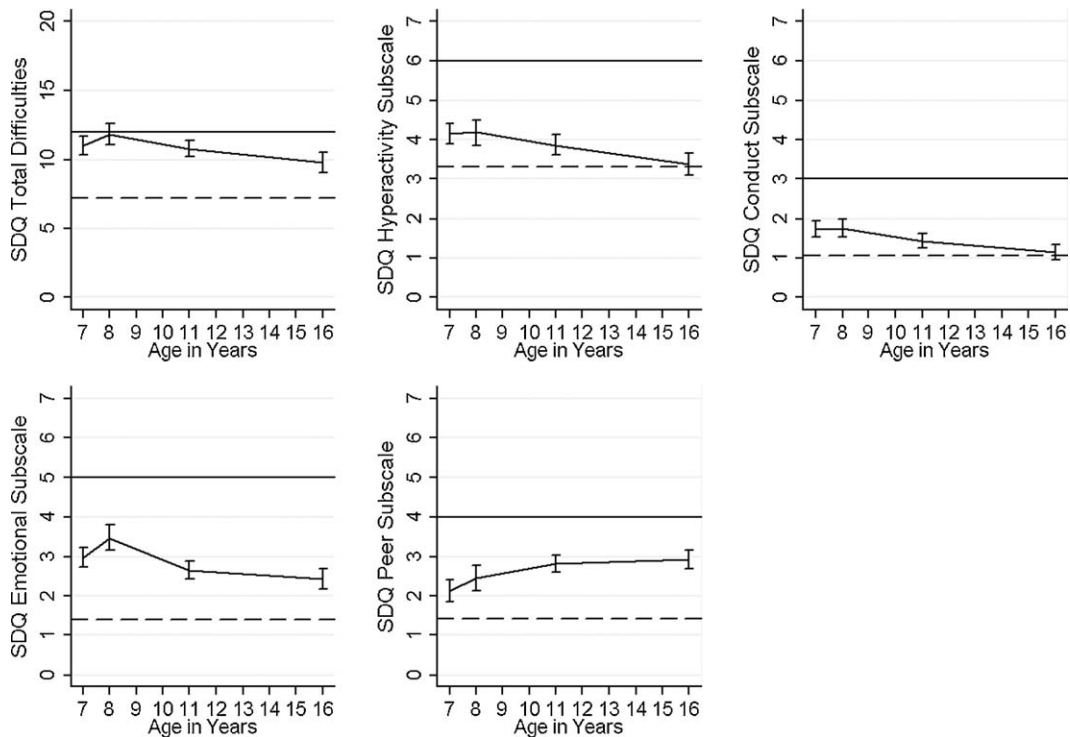 SDQ Total Difficulties
20
15
10
5
0
7 8 9 10 11 12 13 14 15 16
Age in Years
SDQ Hyperactivity Subscale
7
6
5
4
3
2
1
0
7 8 9 10 11 12 13 14 15 16
Age in Years
SDQ Conduct Subscale
7
6
5
4
3
2
1
0
7 8 9 10 11 12 13 14 15 16
Age in Years
SDQ Emotional Subscale
7
6
5
4
3
2
1
0
7 8 9 10 11 12 13 14 15 16
Age in Years
SDQ Peer Subscale
7
6
5
4
3
2
1
0
7 8 9 10 11 12 13 14 15 16
Age in Years